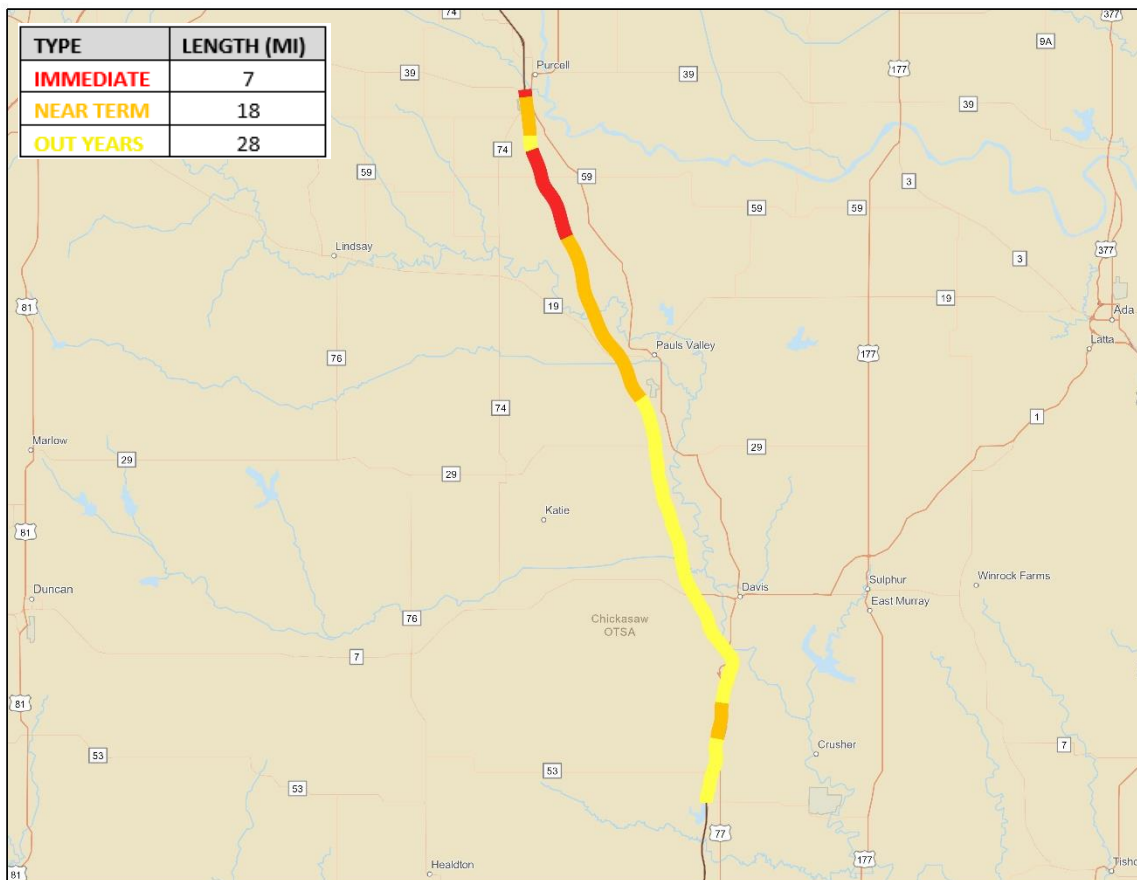 TYPE LENGTH (MI)
IMMEDIATE 7
NEAR TERM 18
OUT YEARS 28
74
377
9A
177
39
Purcell
39
39
74
59
59
3
59
59
Lindsay
3
377
81
19
19
Ada
Pauls Valley
177
Latta
76
74
1
Marlow
29
29
29
Katie
81
Duncan
Davis
Sulphur
Winrock Farms
East Murray
76
Chickasaw
OTSA
7
81
53
Crusher
7
53
53
77
177
Healdton
81
Tisho